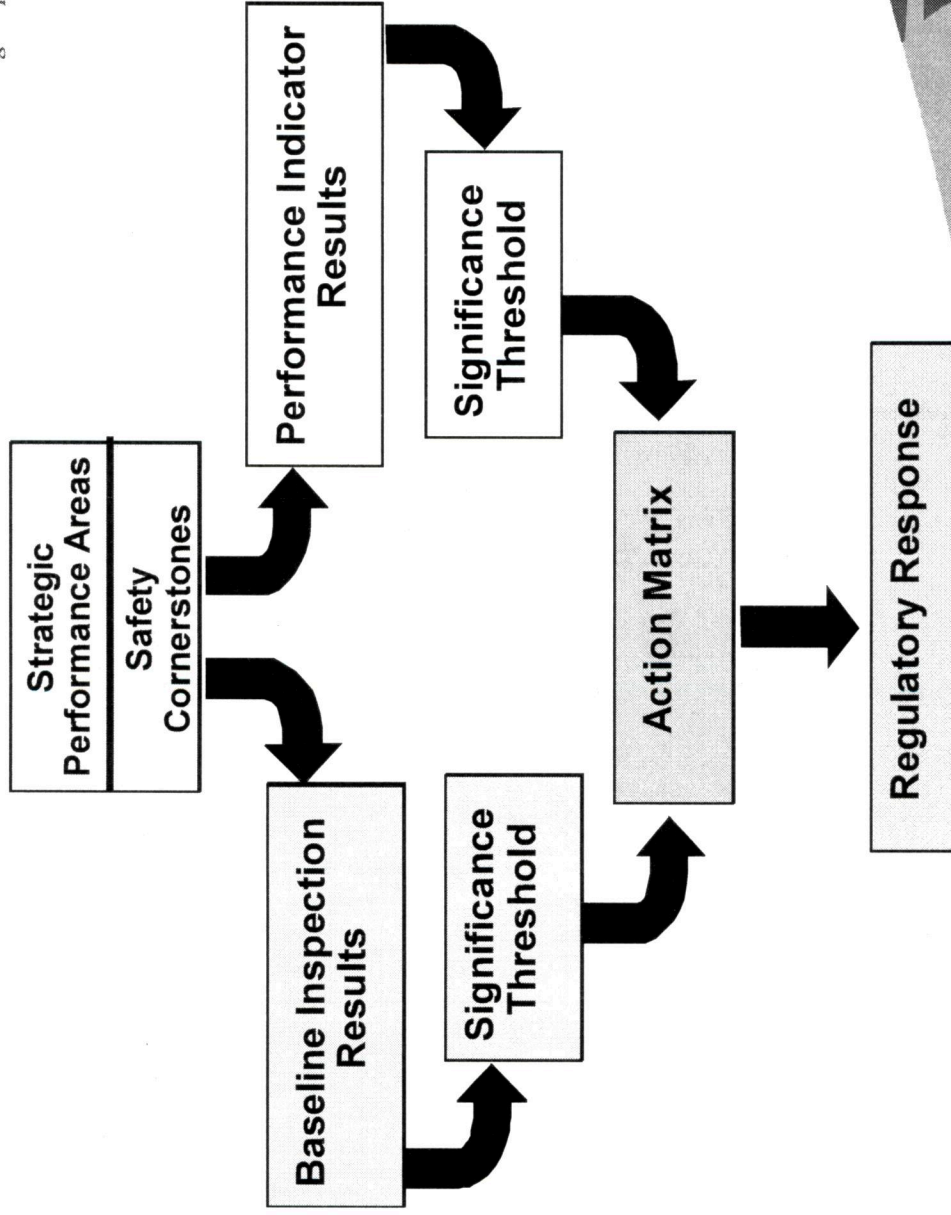 Strategic
Performance Areas
Safety
Cornerstones
Baseline Inspection
Results
Performance Indicator
Results
Significance
Threshold
Significance
Threshold
Action Matrix
Regulatory Response